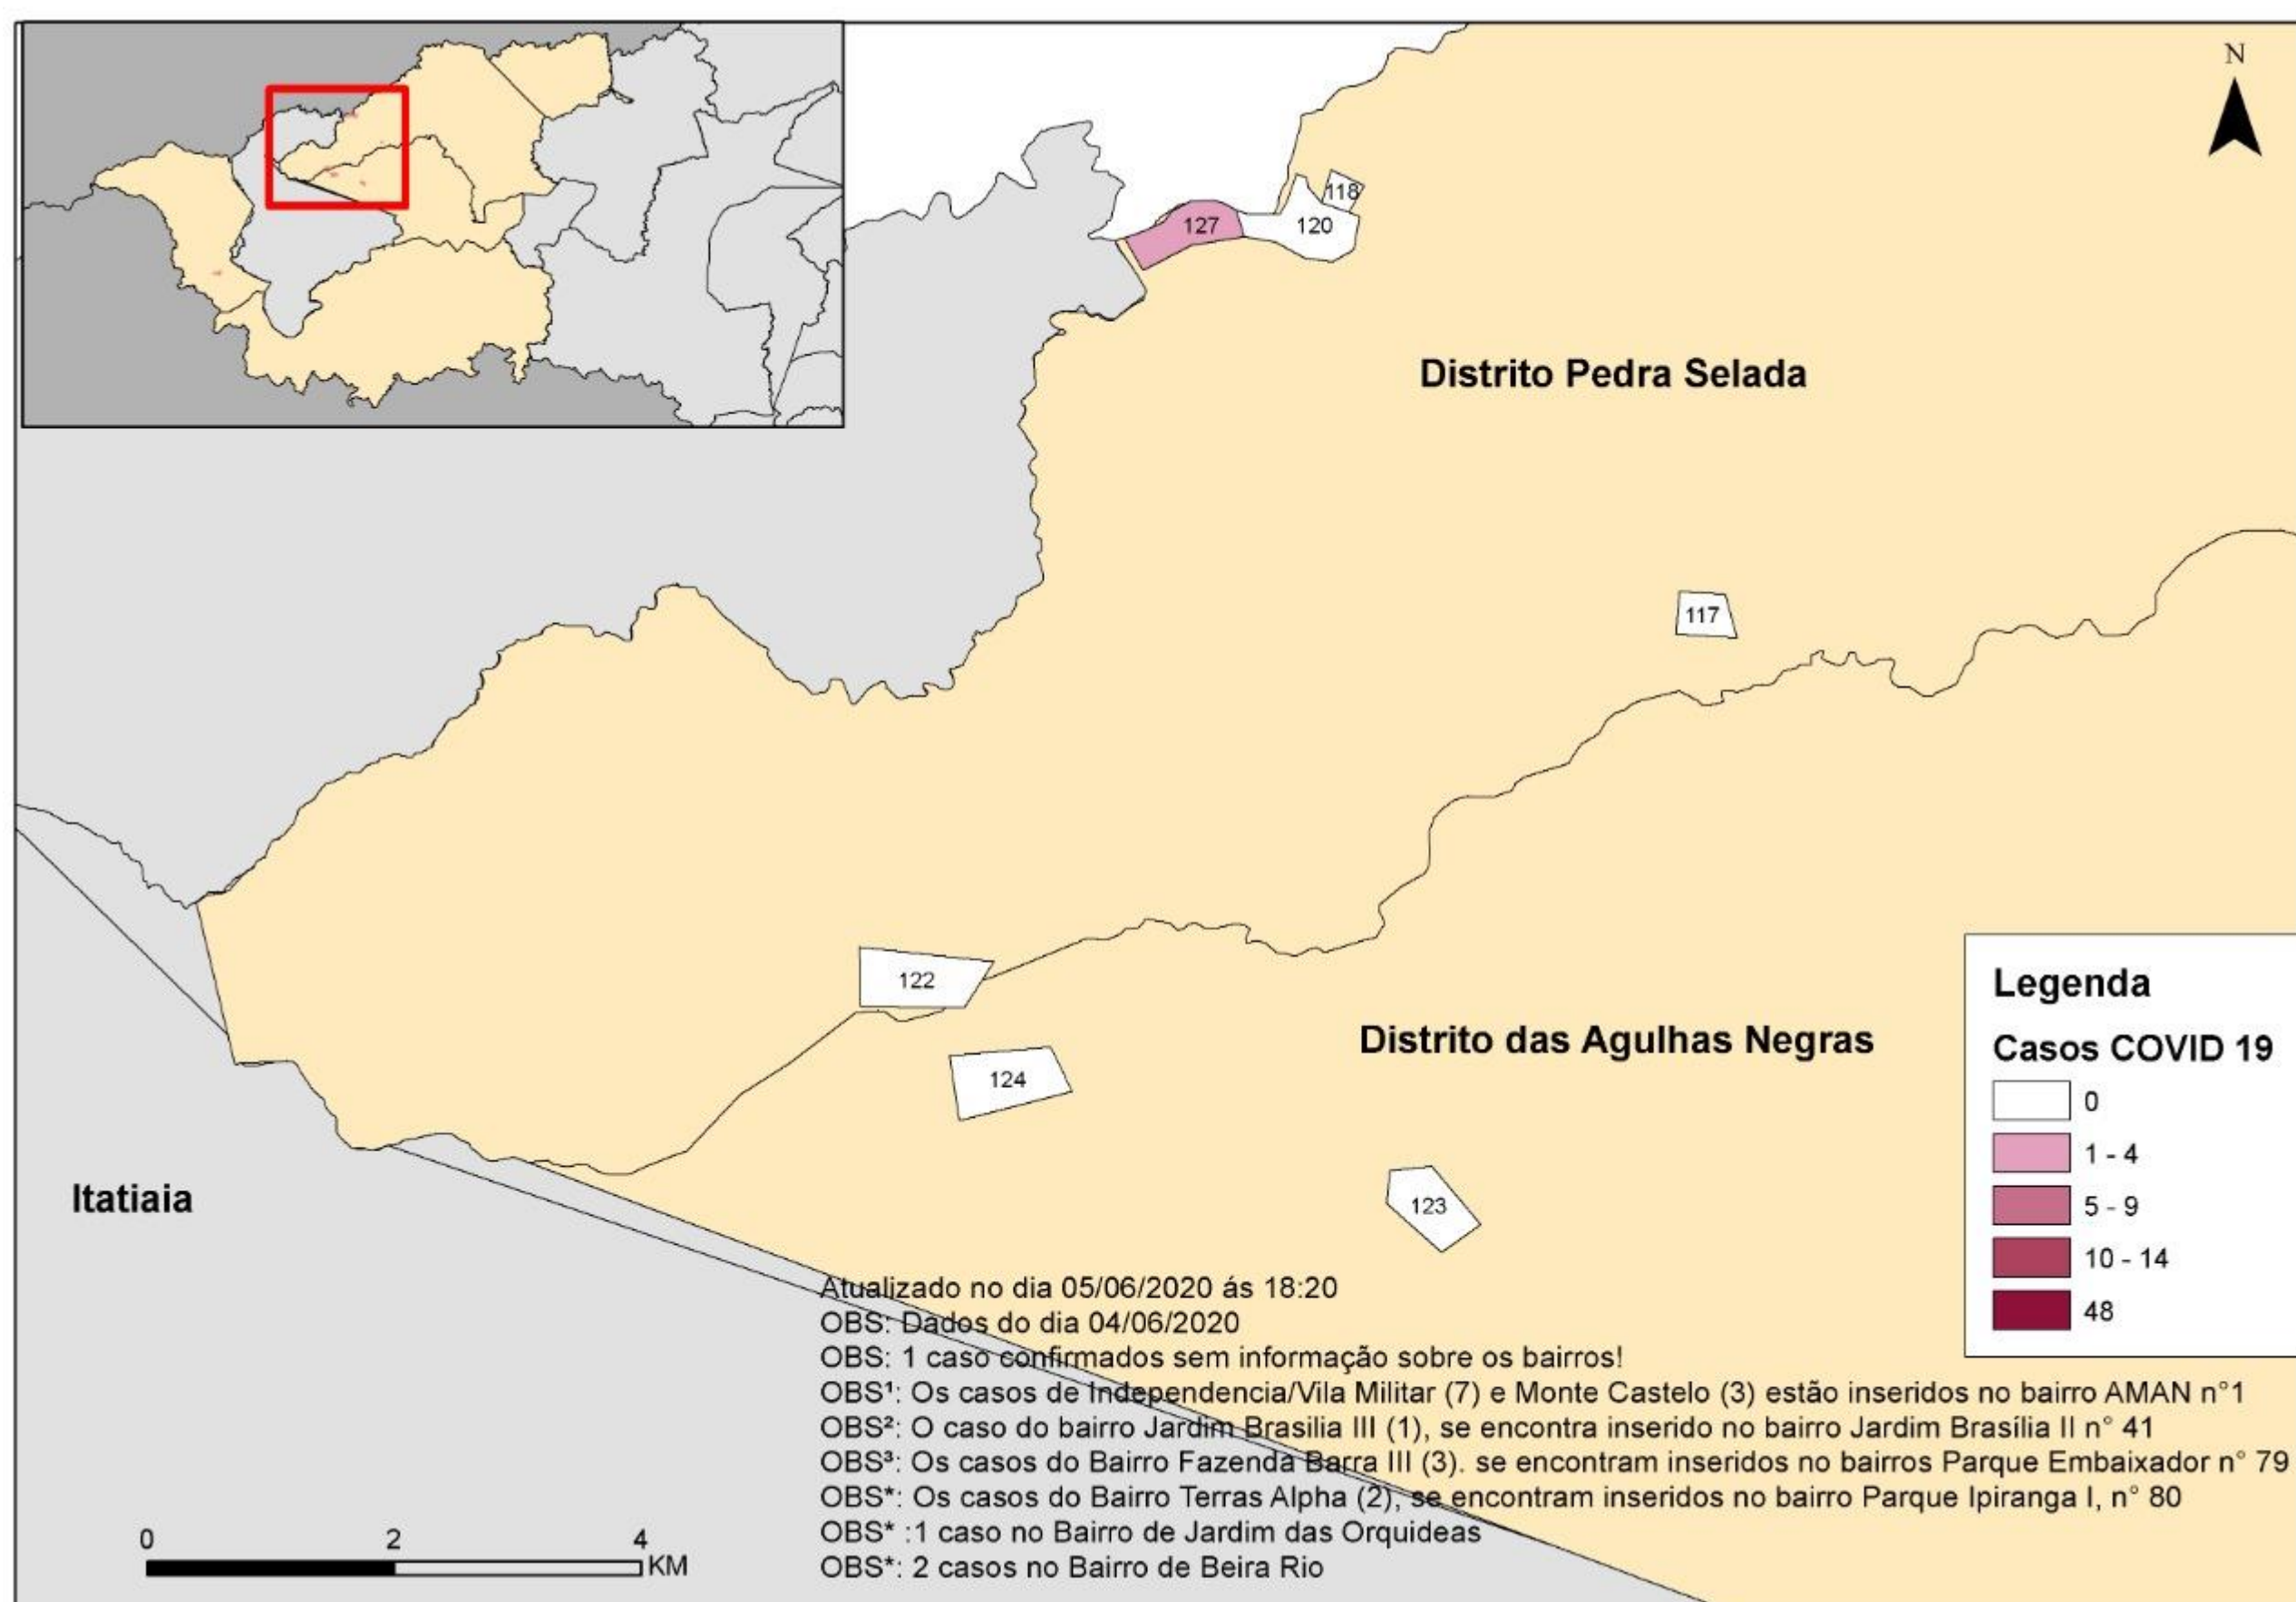 N
118
127
120
Distrito Pedra Selada
117
122
Distrito das Agulhas Negras
124
123
Itatiaia
Legenda
Casos COVID 19
0
1 - 4
5 - 9
10 - 14
48
Atualizado no dia 05/06/2020 ás 18:20
OBS: Dados do dia 04/06/2020
OBS: 1 caso confirmados sem informação sobre os bairros!
OBS¹: Os casos de Independencia/Vila Militar (7) e Monte Castelo (3) estão inseridos no bairro AMAN n°1
OBS²: O caso do bairro Jardim Brasilia III (1), se encontra inserido no bairro Jardim Brasília II n° 41
OBS³: Os casos do Bairro Fazenda Barra III (3). se encontram inseridos no bairros Parque Embaixador n° 79
OBS*: Os casos do Bairro Terras Alpha (2), se encontram inseridos no bairro Parque Ipiranga I, n° 80
OBS* :1 caso no Bairro de Jardim das Orquideas
OBS*: 2 casos no Bairro de Beira Rio
0 2 4
KM